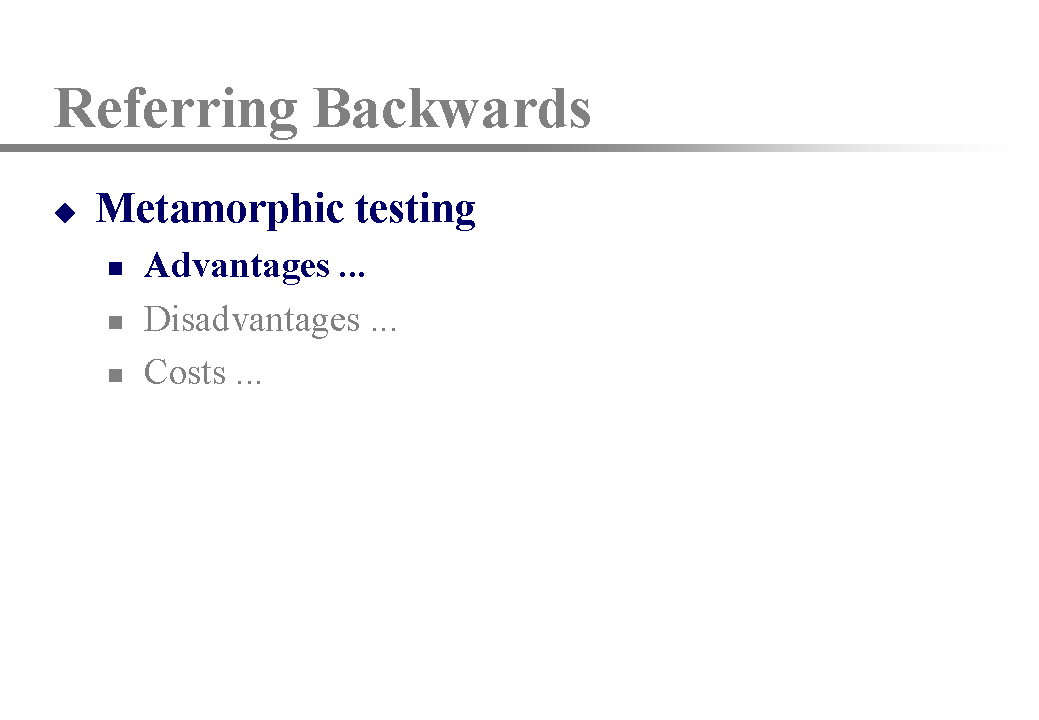 Referring Backwards
Metamorphic testing
Advantages ...
Disadvantages ...
Costs ...